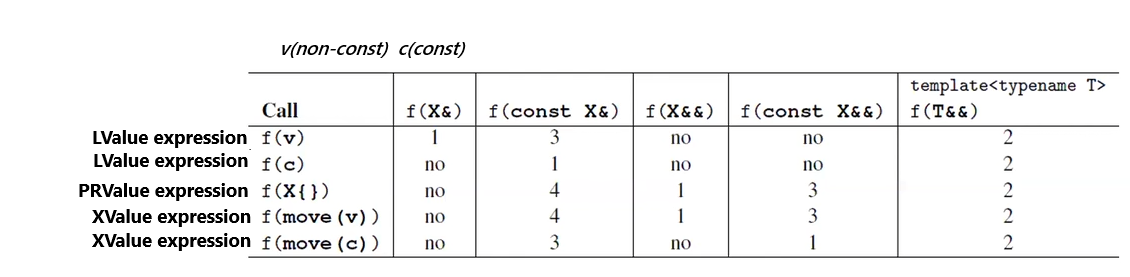 v(non-const) c(const)
template<typename T>
Call f(X&) f(const X&) f(X&&) f(const X&&) f(T&&)
LValue expression f(v) 1 3 no no 2
LValue expression f(c) no 1 no no 2
PRValue expression f(X{}) no 4 1 3 2
XValue expression f(move(v)) no 4 1 3 2
XValue expression f(move(c)) no 3 no 1 2